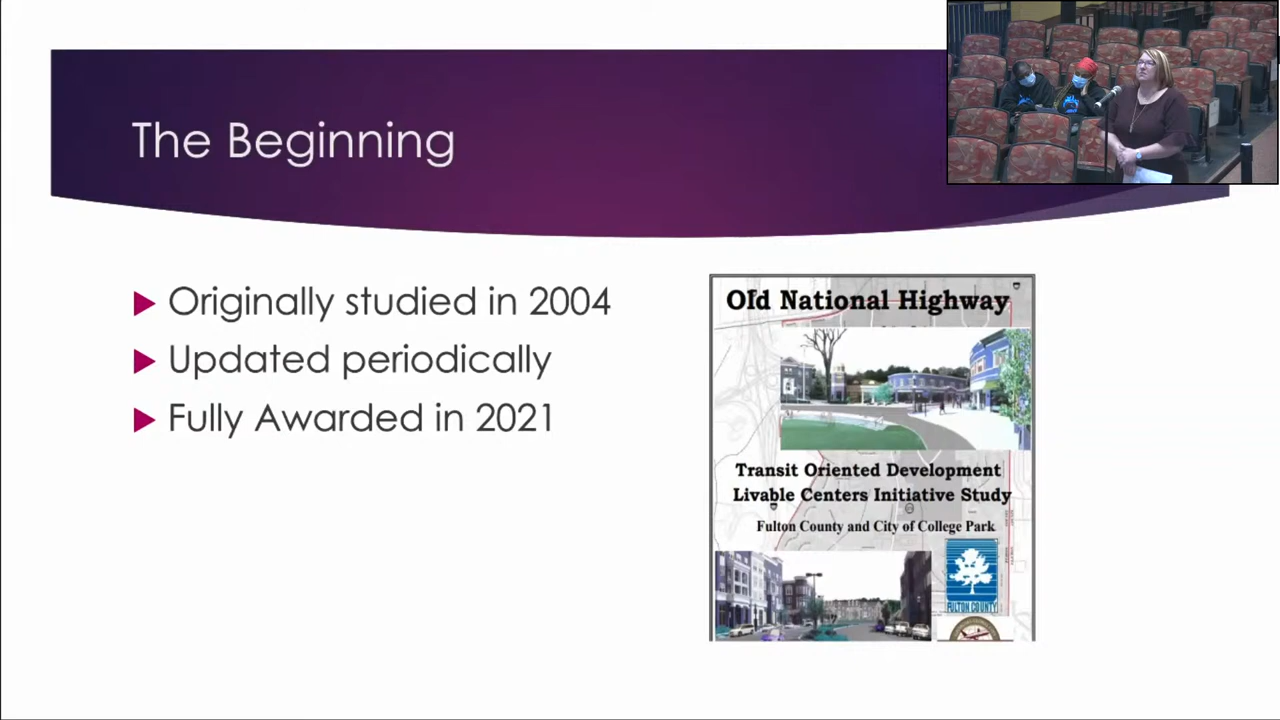 The Beginning
Originally studied in 2004
Updated periodically
Fully Awarded in 2021
Old National Highway
Transit Oriented Development
Livable Centers Initiative Study
Fulton County and City of College Park
FULTON COUNTY